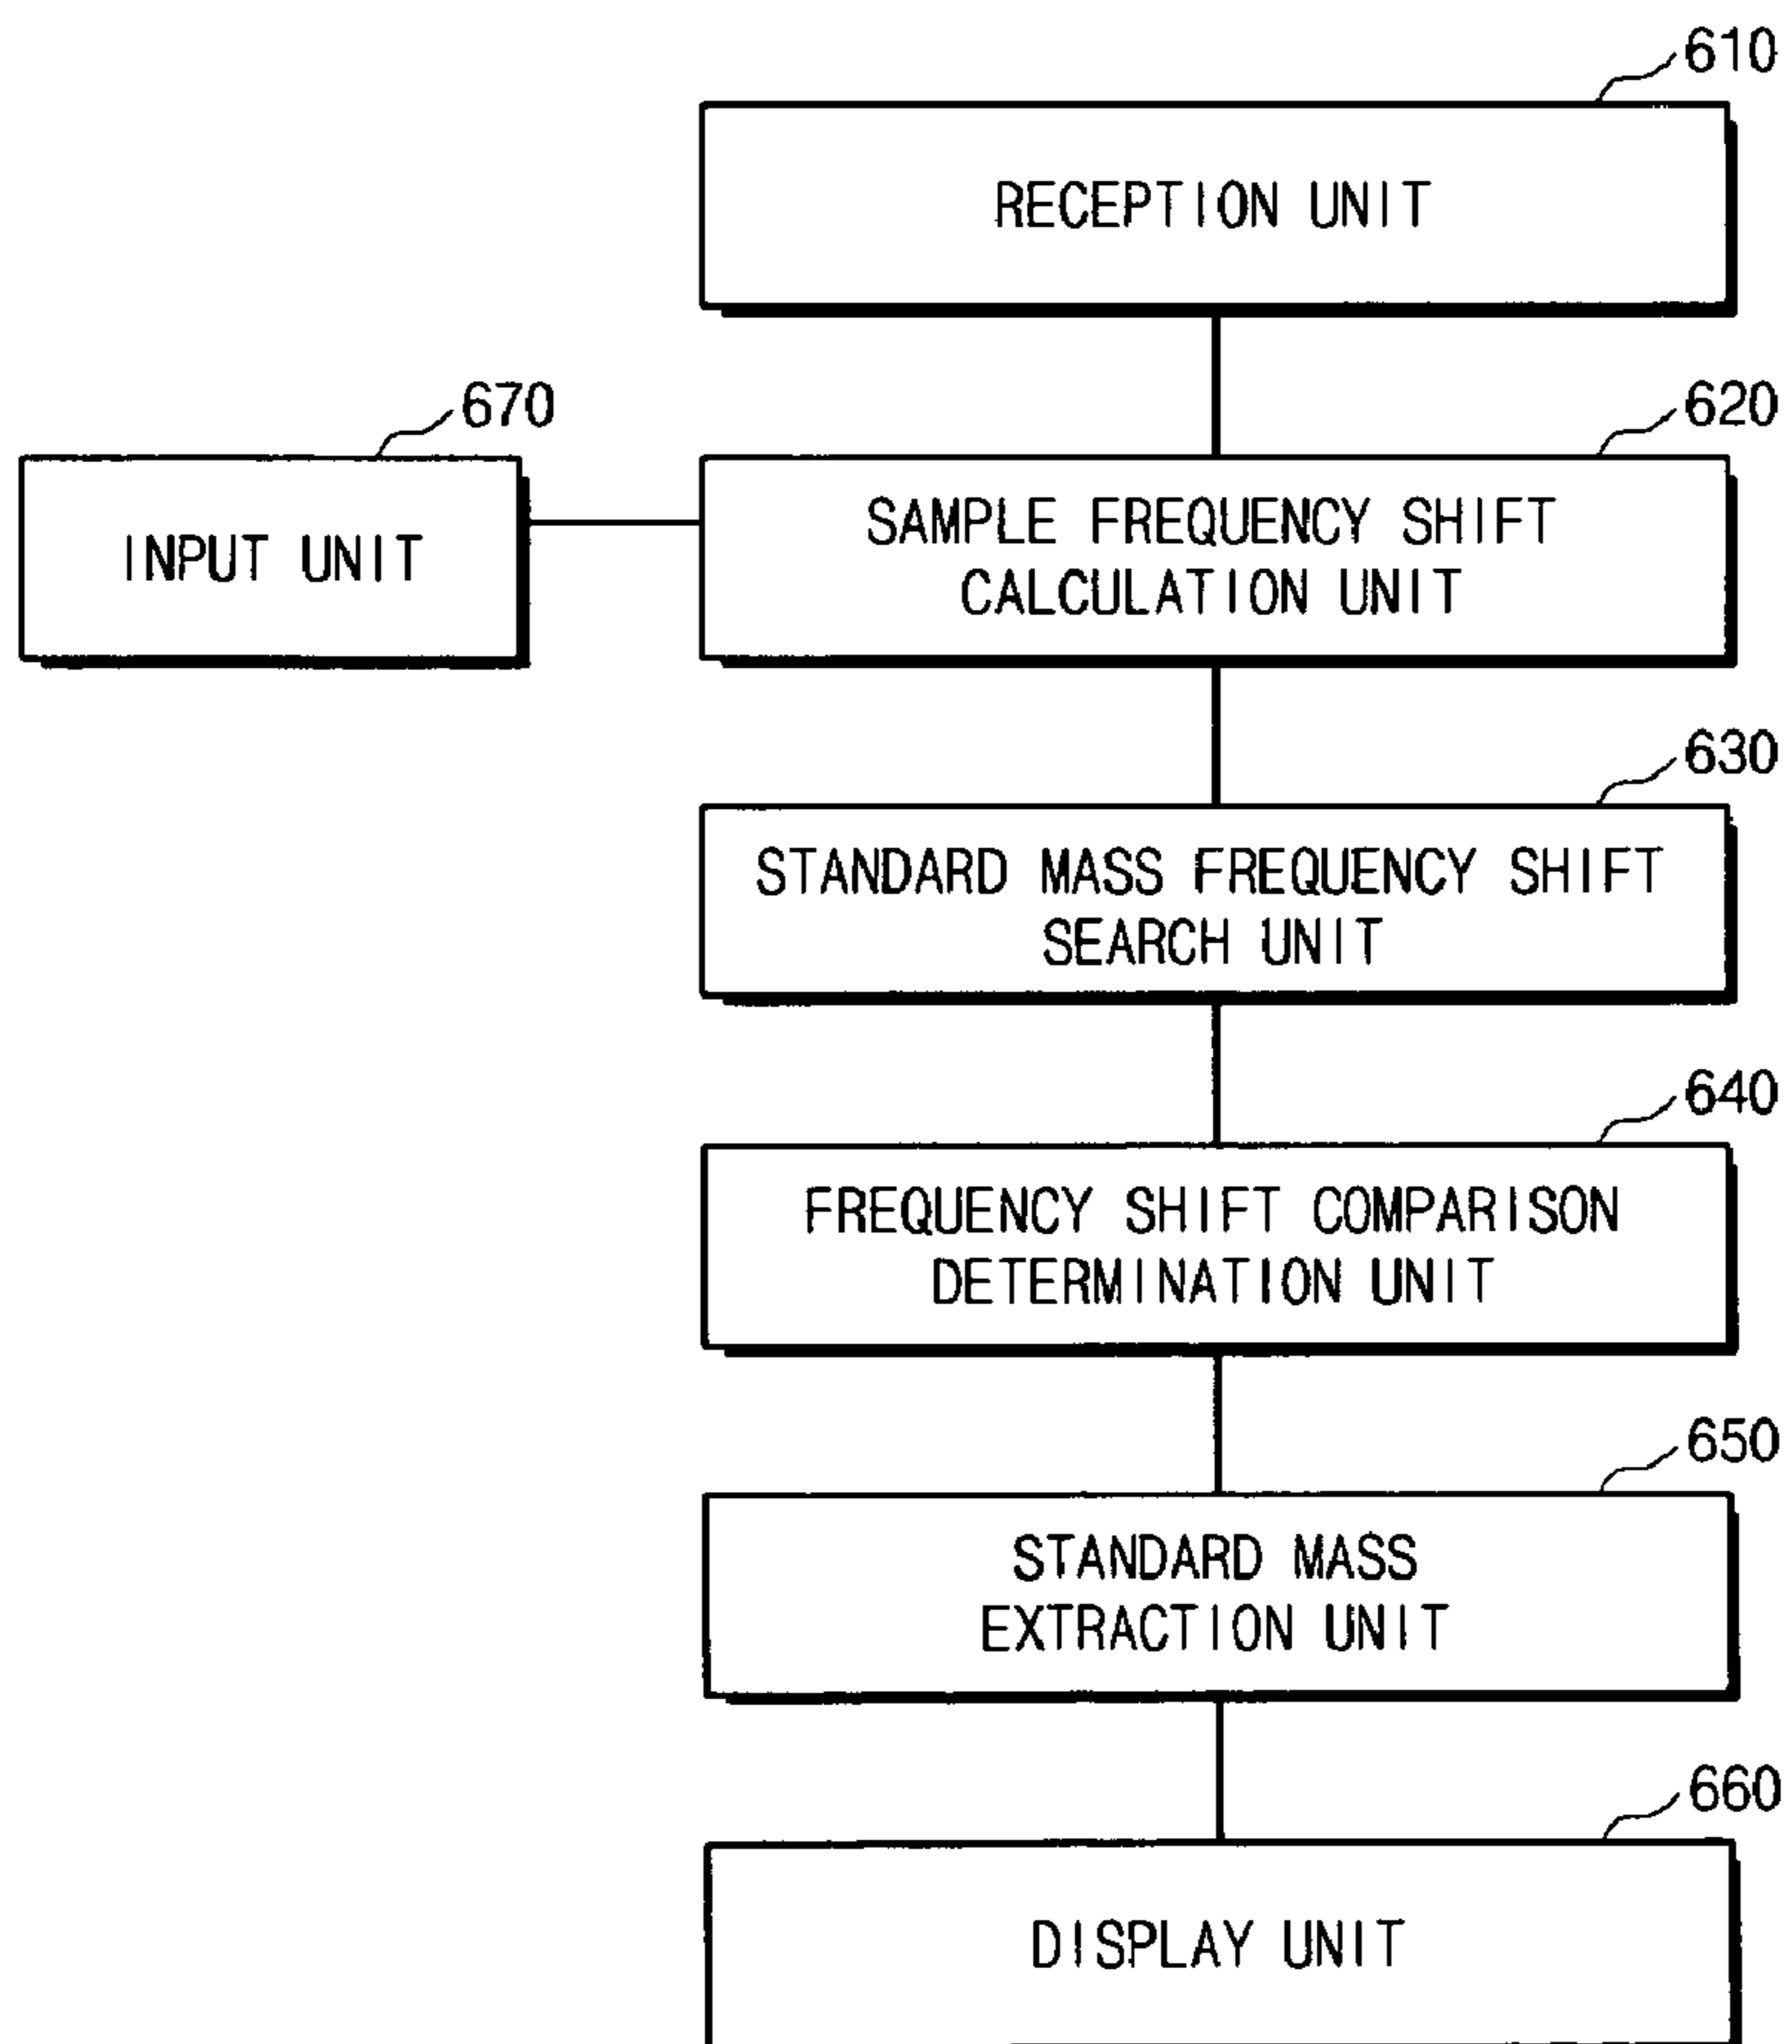 610
RECEPTION UNIT
670
620
INPUT UNIT
SAMPLE FREQUENCY SHIFT
CALCULATION UNIT
630
STANDARD MASS FREQUENCY SHIFT
SEARCH UNIT
640
FREQUENCY SHIFT COMPARISON
DETERMINATION UNIT
650
STANDARD MASS
EXTRACTION UNIT
660
DISPLAY UNIT